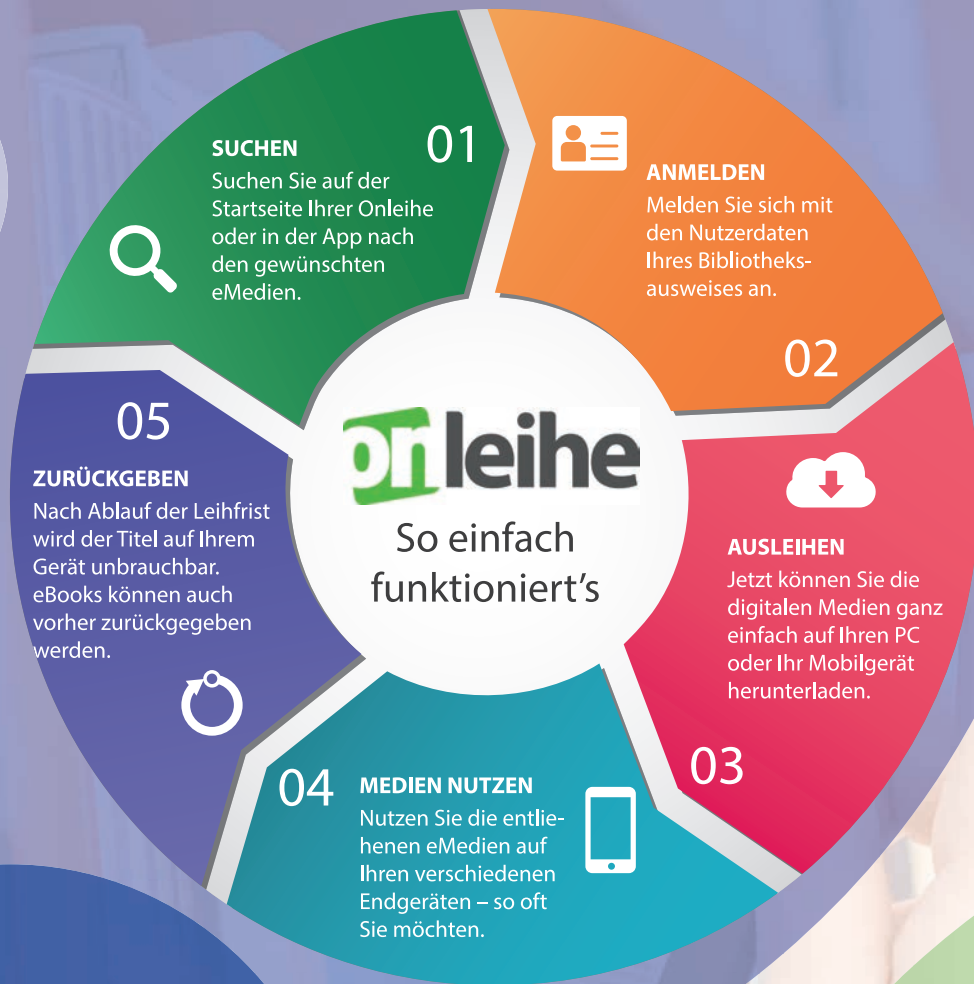 01
SUCHEN
Suchen Sie auf der
Startseite Ihrer Onleihe
oder in der App nach
den gewünschten
eMedien.
ANMELDEN
Melden Sie sich mit
den Nutzerdaten
Ihres Bibliotheks-
ausweises an.
02
AUSLEIHEN
Jetzt können Sie die
digitalen Medien ganz
einfach auf Ihren PC
oder Ihr Mobilgerät
herunterladen.
03
04
MEDIEN NUTZEN
Nutzen Sie die entlie-
henen eMedien auf
Ihren verschiedenen
Endgeräten – so oft
Sie möchten.
05
ZURÜCKGEBEN
Nach Ablauf der Leihfrist
wird der Titel auf Ihrem
Gerät unbrauchbar.
eBooks können auch
vorher zurückgegeben
werden.
onleihe
So einfach
funktioniert’s